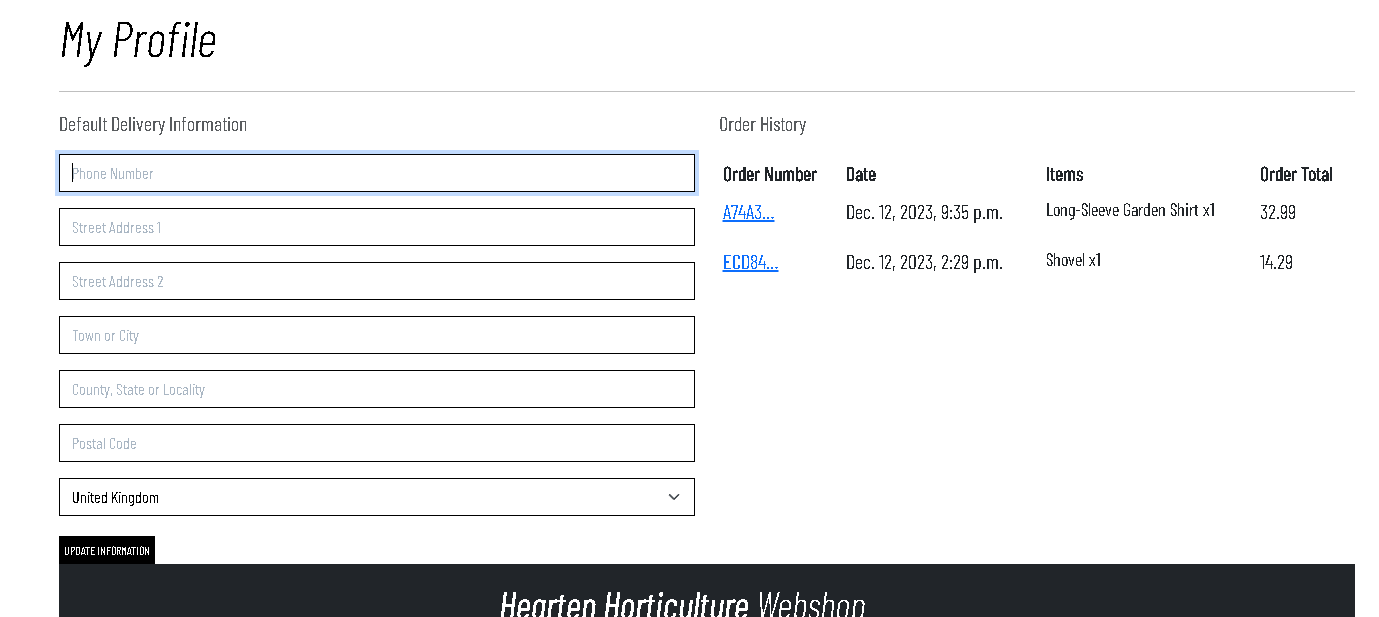 My Profile
Default Delivery Information
Phone Number
Street Address 1
Street Address 2
Town or City
County, State or Locality
Postal Code
United Kingdom
UPDATE INFORMATION
Order History
Order Number Date Items Order Total
A74A3... Dec. 12, 2023, 9:35 p.m. Long-Sleeve Garden Shirt x1 32.99
ECD84... Dec. 12, 2023, 2:29 p.m. Shovel x1 14.29
Hearten Horticulture Webshop